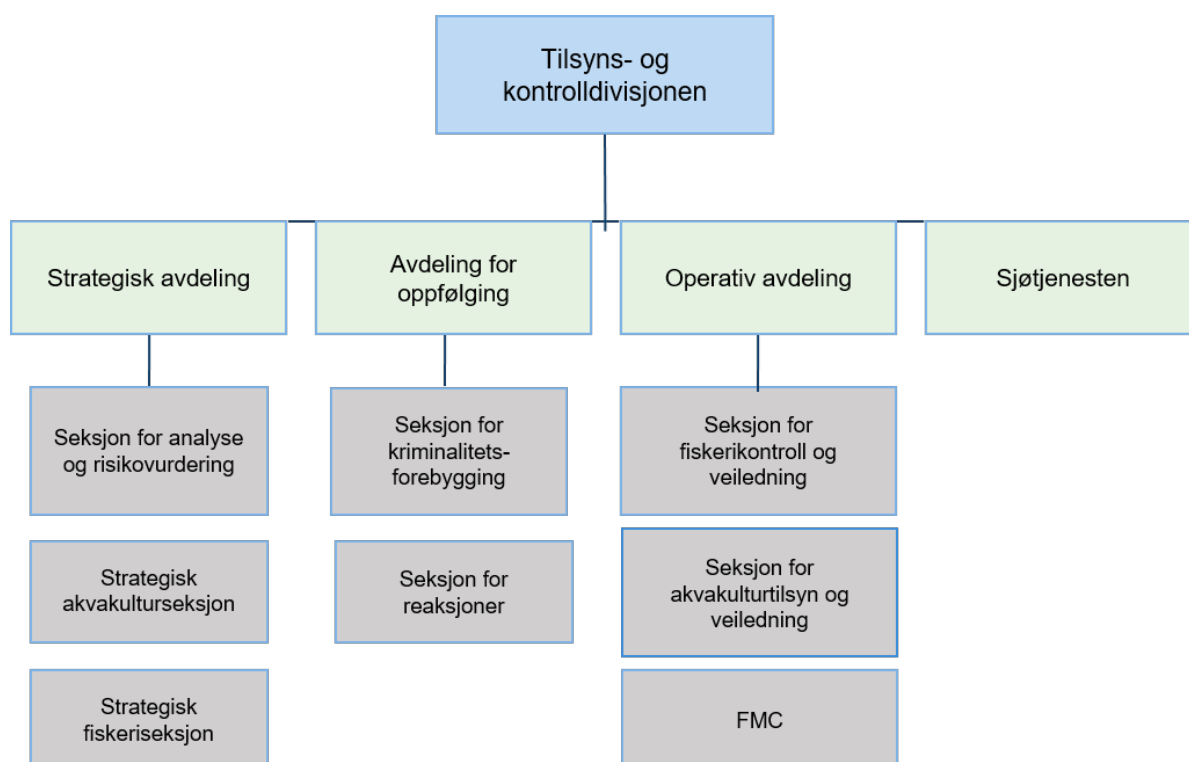 Tilsyns- og
kontrolldivisjonen
Strategisk avdeling
Avdeling for
oppfølging
Operativ avdeling
Sjøtjenesten
Seksjon for analyse
og risikovurdering
Seksjon for
kriminalitets-
forebygging
Seksjon for
fiskerikontroll og
veiledning
Strategisk
akvakulturseksjon
Seksjon for
reaksjoner
Seksjon for
akvakulturtilsyn og
veiledning
Strategisk
fiskeriseksjon
FMC